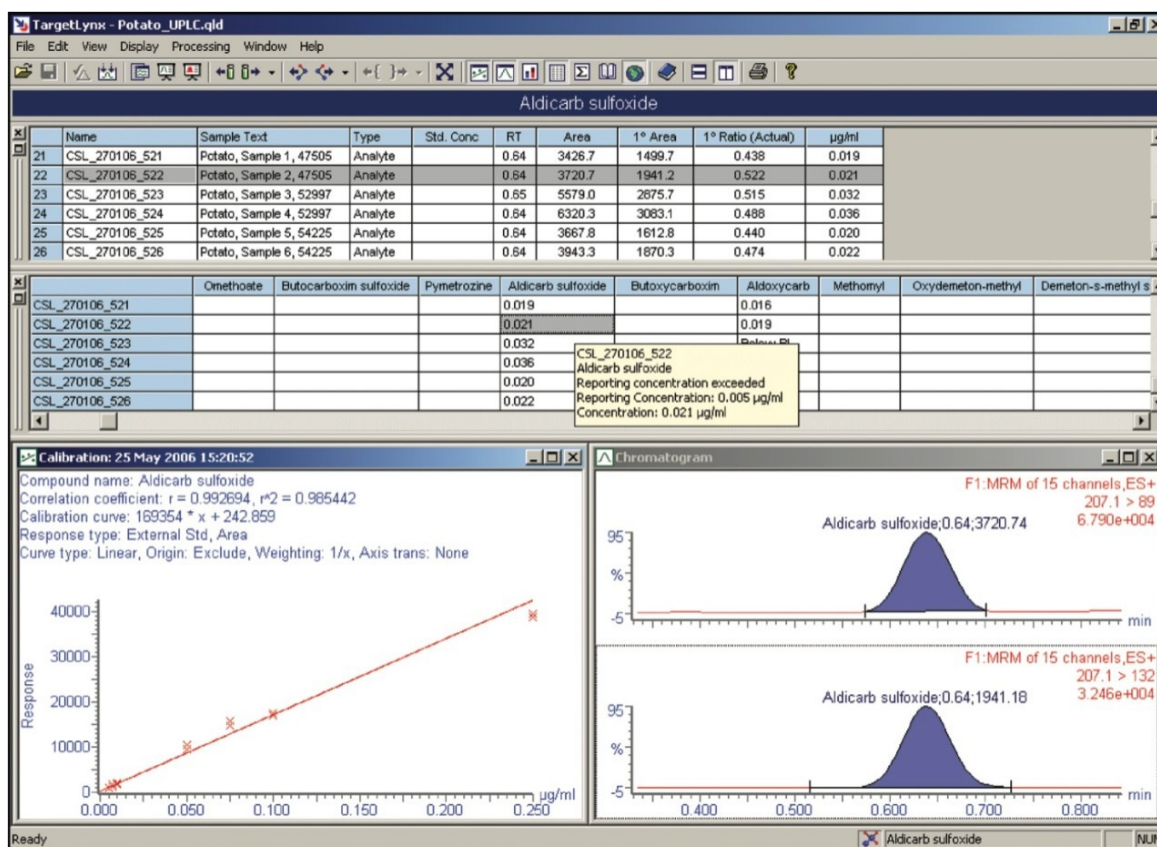 TargetLynx - Potato_UPLC.qld
File Edit View Display Processing Window Help
Aldicarb sulfoxide
Name Sample Text Type Std. Conc RT Area 1° Area 1° Ratio (Actual) µg/ml
21 CSL_270106_521 Potato, Sample 1, 47505 Analyte 0.64 3426.7 1499.7 0.438 0.019
22 CSL_270106_522 Potato, Sample 2, 47505 Analyte 0.64 3720.7 1941.2 0.522 0.021
23 CSL_270106_523 Potato, Sample 3, 52997 Analyte 0.65 5579.0 2875.7 0.515 0.032
24 CSL_270106_524 Potato, Sample 4, 52997 Analyte 0.64 6320.3 3083.1 0.488 0.036
25 CSL_270106_525 Potato, Sample 5, 54225 Analyte 0.64 3667.8 1612.8 0.440 0.020
26 CSL_270106_526 Potato, Sample 6, 54225 Analyte 0.64 3943.3 1870.3 0.474 0.022
Omethoate Butocarboxim sulfoxide Pymetrozine Aldicarb sulfoxide Butoxycarboxim Aldoxycarb Methomyl Oxydemeton-methyl Demeton-s-methyl s
CSL_270106_521 0.019 0.016
CSL_270106_522 0.021 0.019
CSL_270106_523 0.032
CSL_270106_524 0.036
CSL_270106_525 0.020
CSL_270106_526 0.022
CSL_270106_522
Aldicarb sulfoxide
Reporting concentration exceeded
Reporting Concentration: 0.005 µg/ml
Concentration: 0.021 µg/ml
Calibration: 25 May 2006 15:20:52
Compound name: Aldicarb sulfoxide
Correlation coefficient: r = 0.992694, r^2 = 0.985442
Calibration curve: 169354 * x + 242.859
Response type: External Std, Area
Curve type: Linear, Origin: Exclude, Weighting: 1/x, Axis trans: None
Response
40000
30000
20000
10000
0
0.000 0.050 0.100 0.150 0.200 0.250 µg/ml
Chromatogram
F1:MRM of 15 channels,ES+
207.1 > 89
6.790e+004
Aldicarb sulfoxide;0.64;3720.74
95
%
-5
min
F1:MRM of 15 channels,ES+
207.1 > 132
3.246e+004
Aldicarb sulfoxide;0.64;1941.18
95
%
-5
min
0.400 0.500 0.600 0.700 0.800
Ready Aldicarb sulfoxide NUM